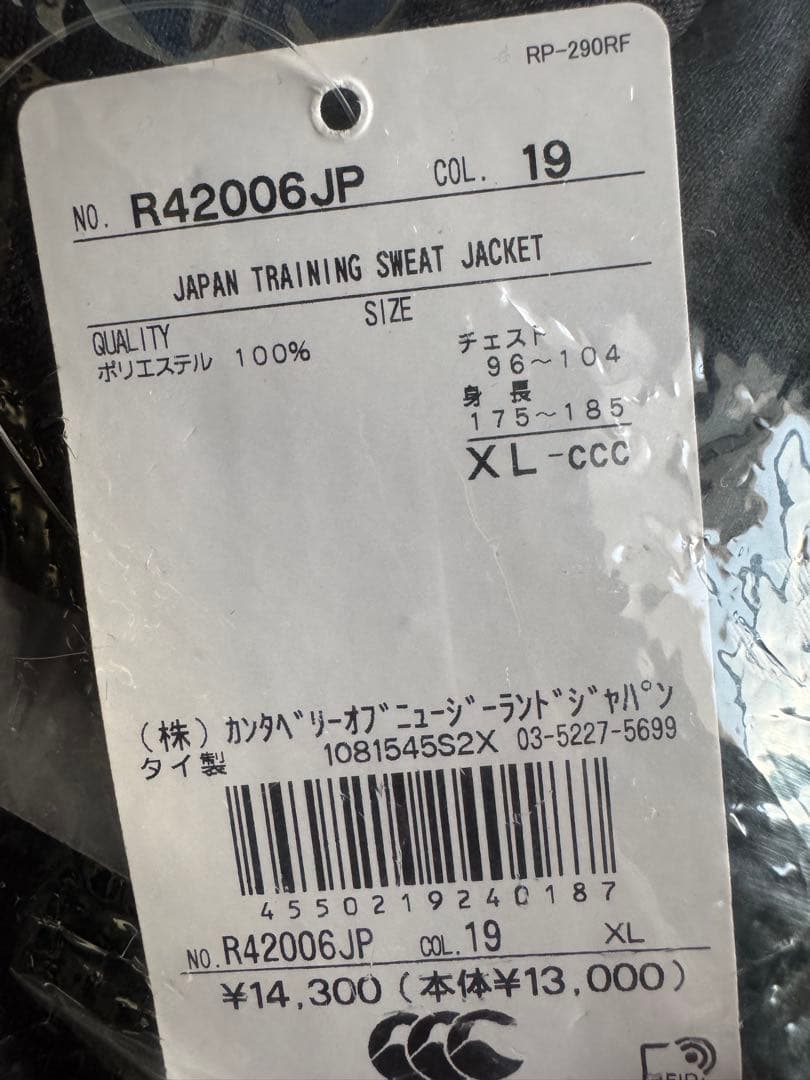 RP-290RF
NO. R42006JP COL. 19
JAPAN TRAINING SWEAT JACKET
QUALITY SIZE
ポリエステル 100%
チェスト
96~104
身長
175~185
XL-CCC
(株)カンタベリーオブニュージーランドジャパン
タイ製 1081545S2X 03-5227-5699
4550219240187
NO. R42006JP COL. 19 XL
¥14,300(本体¥13,000)
CCC